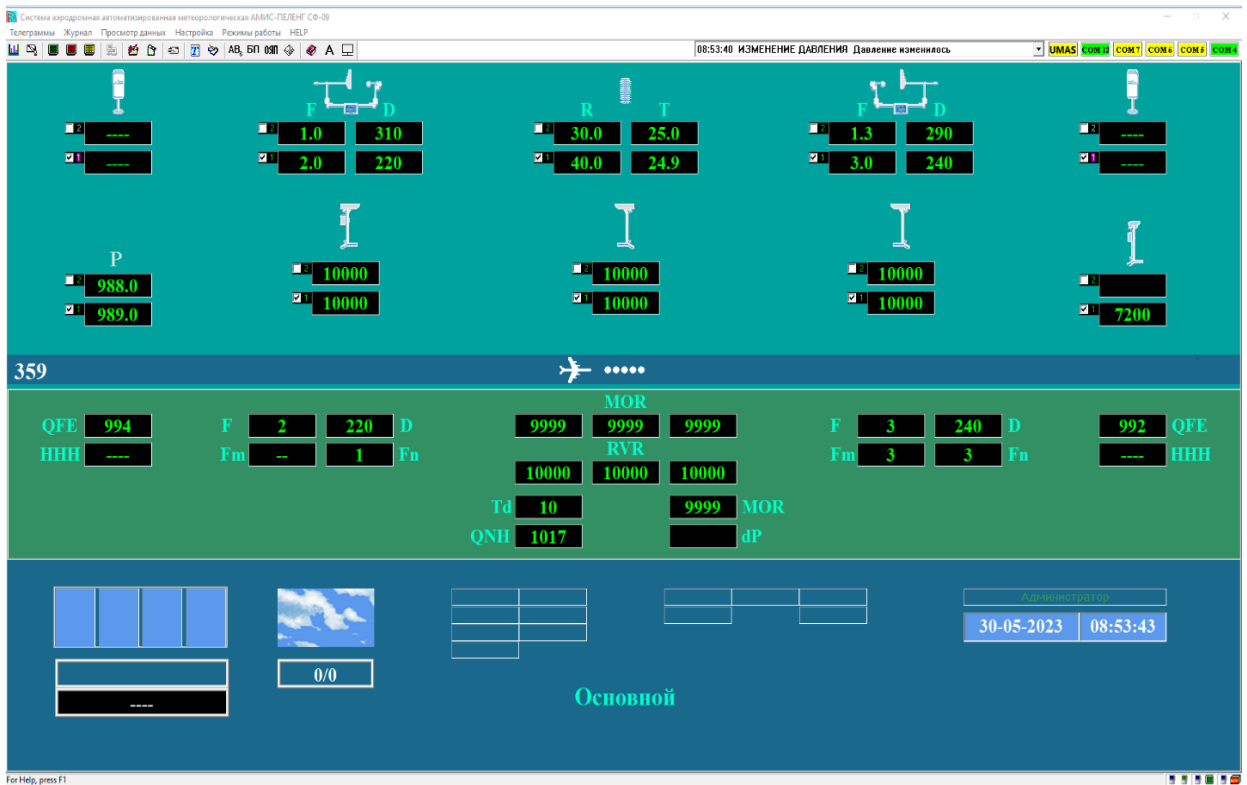 Система аэродромная автоматизированная метеорологическая АМИС-ПЕЛЕНГ СФ-09
Телеграммы Журнал Просмотр данных Настройка Режимы работы HELP
АВ, БП ОЯП А 08:53:40 ИЗМЕНЕНИЕ ДАВЛЕНИЯ Давление изменилось UMAS COM 12 COM 7 COM 6 COM 5 COM 4
F D R T F D
2 ---- 2 1.0 310 2 30.0 25.0 2 1.3 290 2 ----
1 ---- 1 2.0 220 1 40.0 24.9 1 3.0 240 1 ----
P
2 988.0 2 10000 2 10000 2 10000 2
1 989.0 1 10000 1 10000 1 10000 1 7200
359
MOR
QFE 994 F 2 220 D 9999 9999 9999 F 3 240 D 992 QFE
RVR
HHH ---- Fm -- 1 Fn Fm 3 3 Fn ---- HHH
10000 10000 10000
Td 10 9999 MOR
QNH 1017 dP
Администратор
30-05-2023 08:53:43
0/0
----
Основной
For Help, press F1